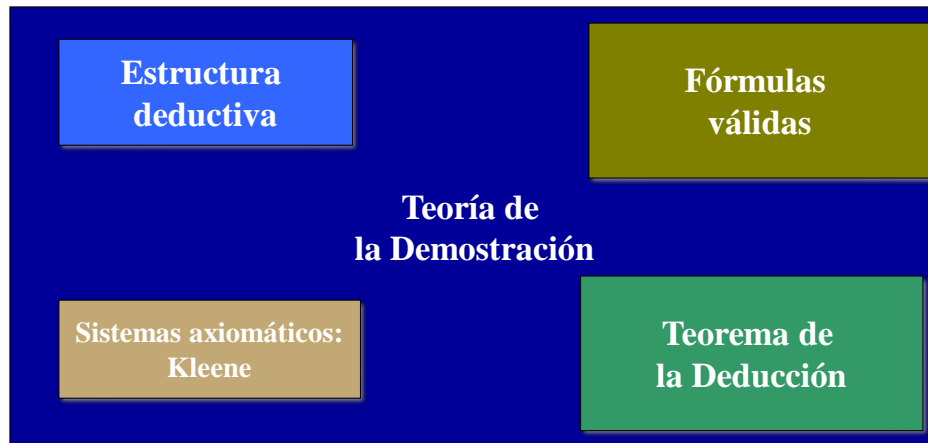 Estructura
deductiva
Fórmulas
válidas
Teoría de
la Demostración
Sistemas axiomáticos:
Kleene
Teorema de
la Deducción